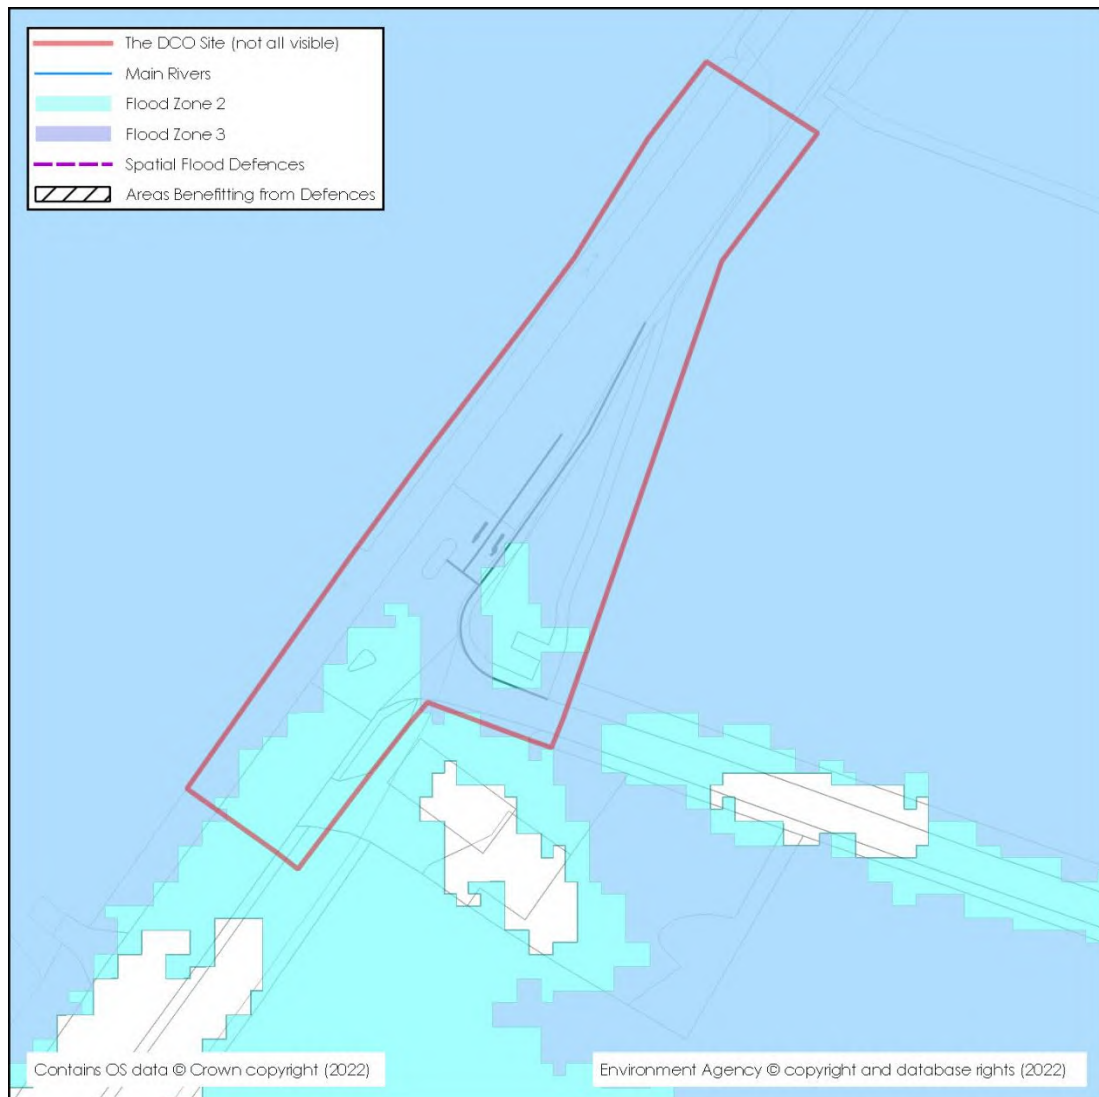 The DCO Site (not all visible)
Main Rivers
Flood Zone 2
Flood Zone 3
Spatial Flood Defences
Areas Benefitting from Defences
Contains OS data © Crown copyright (2022)
Environment Agency © copyright and database rights (2022)